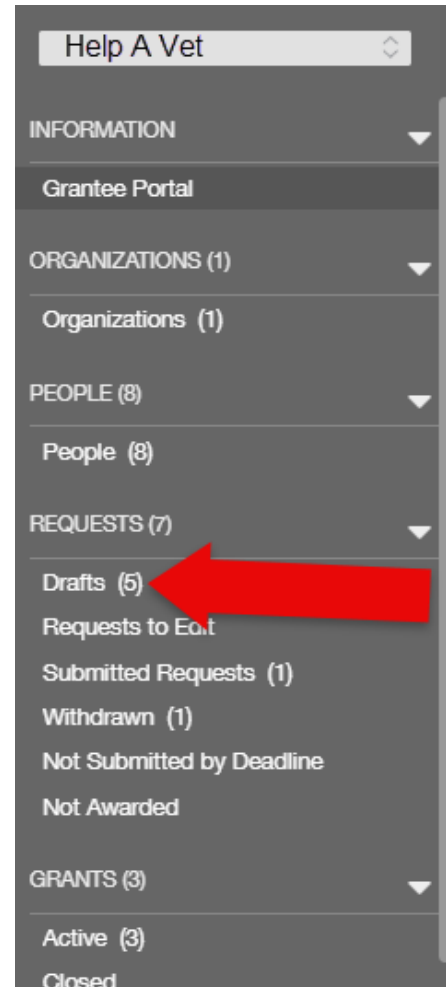 Help A Vet
INFORMATION
Grantee Portal
ORGANIZATIONS (1)
Organizations (1)
PEOPLE (8)
People (8)
REQUESTS (7)
Drafts (5)
Requests to Edit
Submitted Requests (1)
Withdrawn (1)
Not Submitted by Deadline
Not Awarded
GRANTS (3)
Active (3)
Closed